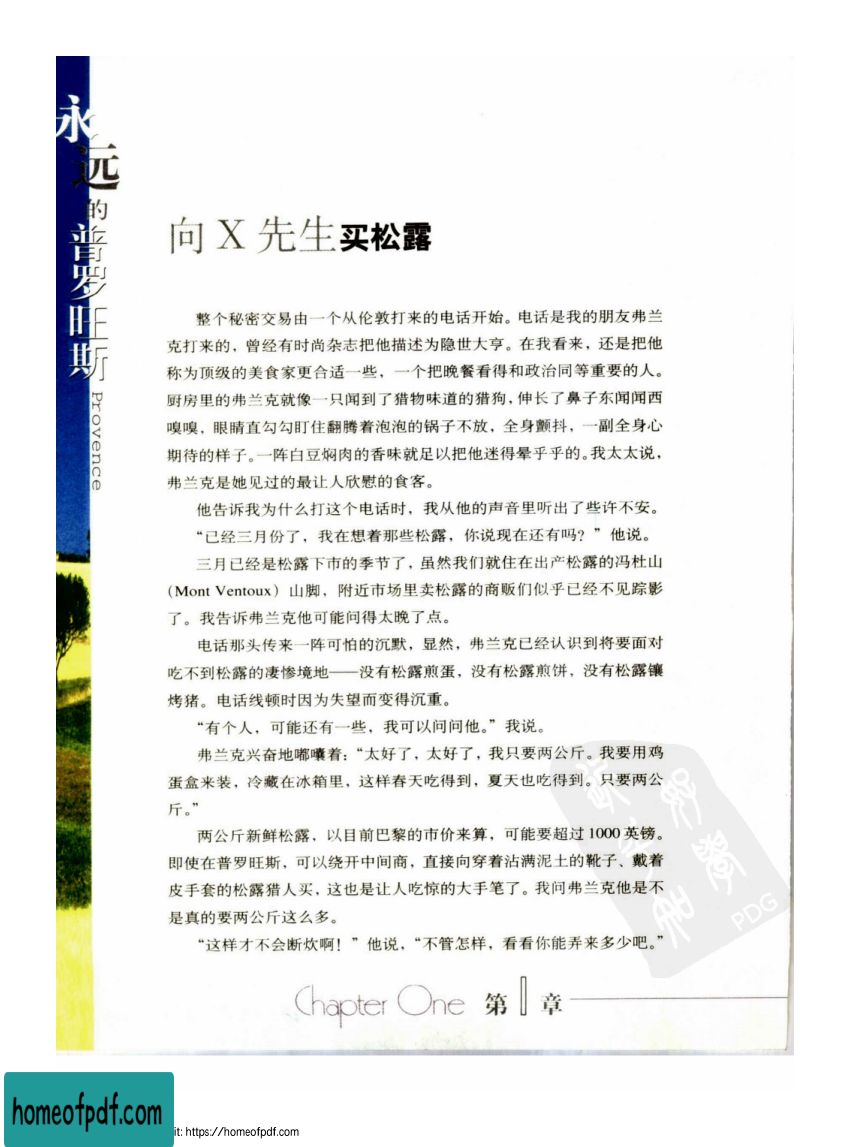 永远的普罗旺斯
Provence
向 X 先生买松露
整个秘密交易由一个从伦敦打来的电话开始。电话是我的朋友弗兰
克打来的，曾经有时尚杂志把他描述为隐世大亨。在我看来，还是把他
称为顶级的美食家更合适一些，一个把晚餐看得和政治同等重要的人。
厨房里的弗兰克就像一只闻到了猎物味道的猎狗，伸长了鼻子东闻闻西
嗅嗅，眼睛直勾勾盯住翻腾着泡泡的锅子不放，全身颤抖，一副全身心
期待的样子。一阵白豆焖肉的香味就足以把他迷得晕乎乎的。我太太说，
弗兰克是她见过的最让人欣慰的食客。
他告诉我为什么打这个电话时，我从他的声音里听出了些许不安。
“已经三月份了，我在想着那些松露，你说现在还有吗？”他说。
三月已经是松露下市的季节了，虽然我们就住在出产松露的冯杜山
（Mont Ventoux）山脚，附近市场里卖松露的商贩们似乎已经不见踪影
了。我告诉弗兰克他可能问得太晚了点。
电话那头传来一阵可怕的沉默，显然，弗兰克已经认识到将要面对
吃不到松露的凄惨境地——没有松露煎蛋，没有松露煎饼，没有松露镶
烤猪。电话线顿时因为失望而变得沉重。
“有个人，可能还有一些，我可以问问他。”我说。
弗兰克兴奋地嘟囔着：“太好了，太好了，我只要两公斤。我要用鸡
蛋盒来装，冷藏在冰箱里，这样春天吃得到，夏天也吃得到。只要两公
斤。”
两公斤新鲜松露，以目前巴黎的市价来算，可能要超过 1000 英镑。
即使在普罗旺斯，可以绕开中间商，直接向穿着沾满泥土的靴子、戴着
皮手套的松露猎人买，这也是让人吃惊的大手笔了。我问弗兰克他是不
是真的要两公斤这么多。
“这样才不会断炊啊！”他说，“不管怎样，看看你能弄来多少吧。”
PDG
Chapter One 第 1 章
homeofpdf.com
it: https://homeofpdf.com